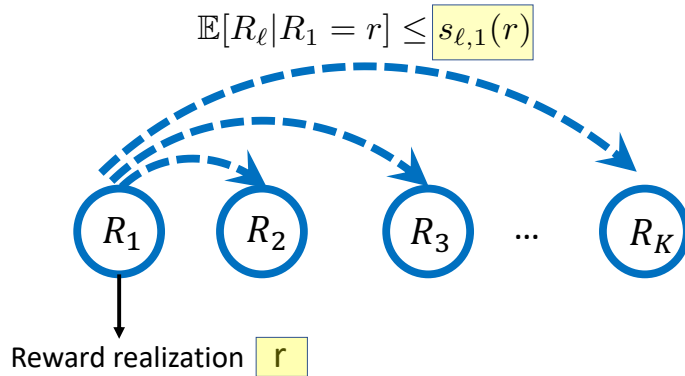 𝔼[R_ℓ|R_1 = r] ≤ s_{ℓ,1}(r)
R_1 R_2 R_3 ... R_K
Reward realization r